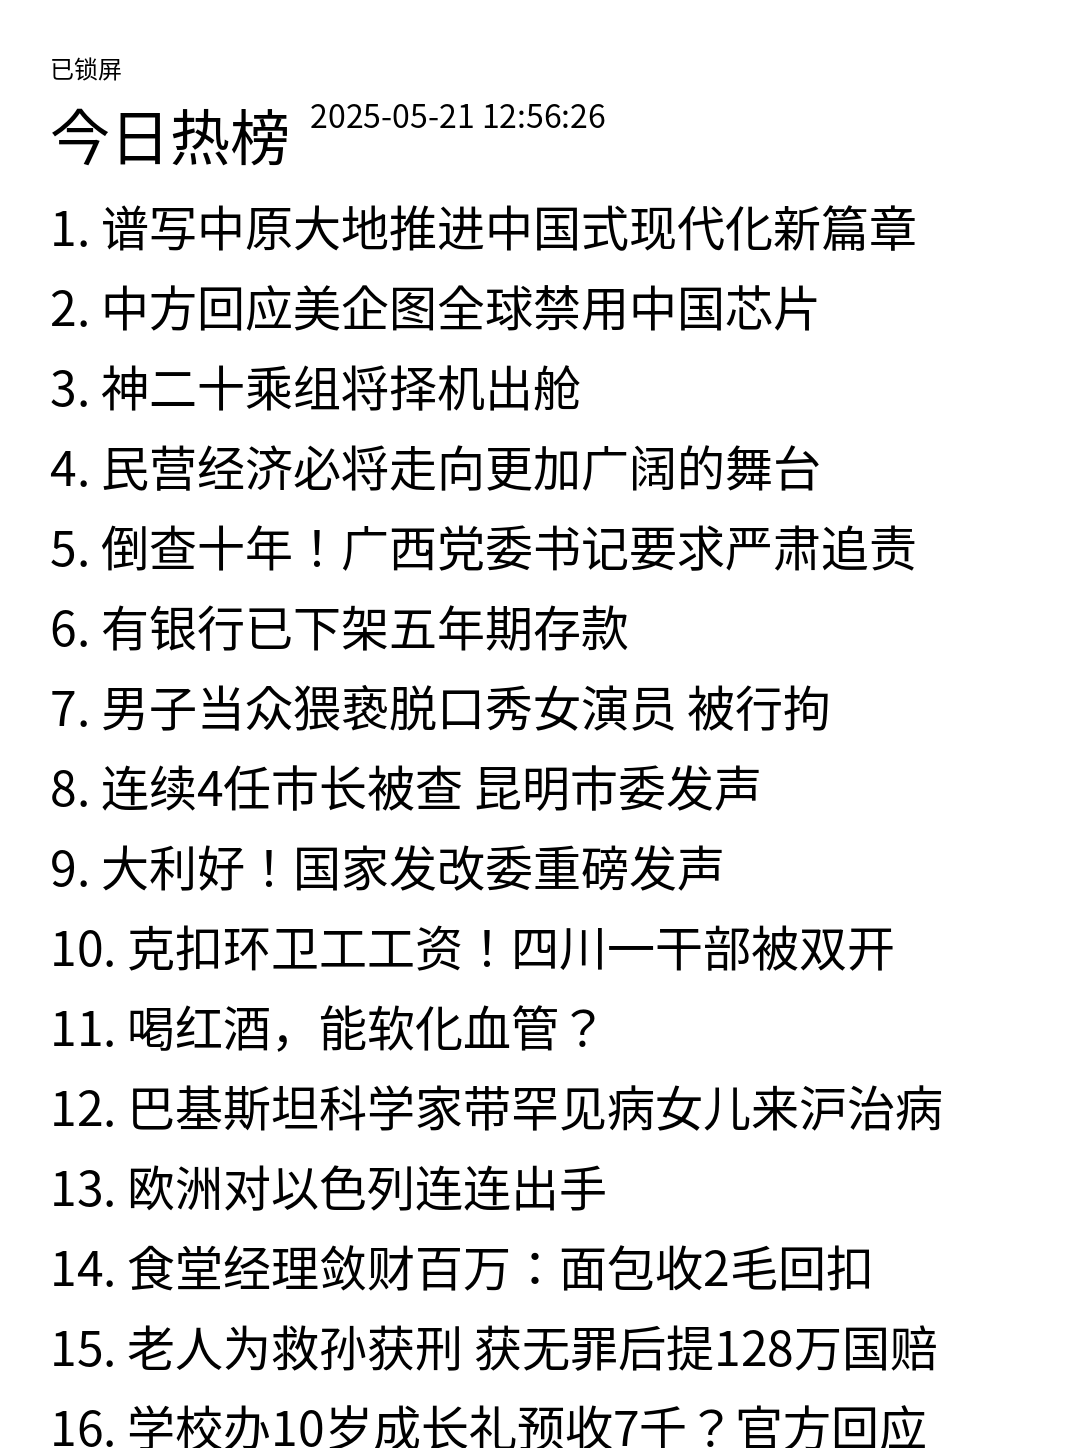 已锁屏
今日热榜 2025-05-21 12:56:26
1. 谱写中原大地推进中国式现代化新篇章
2. 中方回应美企图全球禁用中国芯片
3. 神二十乘组将择机出舱
4. 民营经济必将走向更加广阔的舞台
5. 倒查十年！广西党委书记要求严肃追责
6. 有银行已下架五年期存款
7. 男子当众猥亵脱口秀女演员 被行拘
8. 连续4任市长被查 昆明市委发声
9. 大利好！国家发改委重磅发声
10. 克扣环卫工工资！四川一干部被双开
11. 喝红酒，能软化血管？
12. 巴基斯坦科学家带罕见病女儿来沪治病
13. 欧洲对以色列连连出手
14. 食堂经理敛财百万：面包收2毛回扣
15. 老人为救孙获刑 获无罪后提128万国赔
16. 学校办10岁成长礼预收7千？官方回应